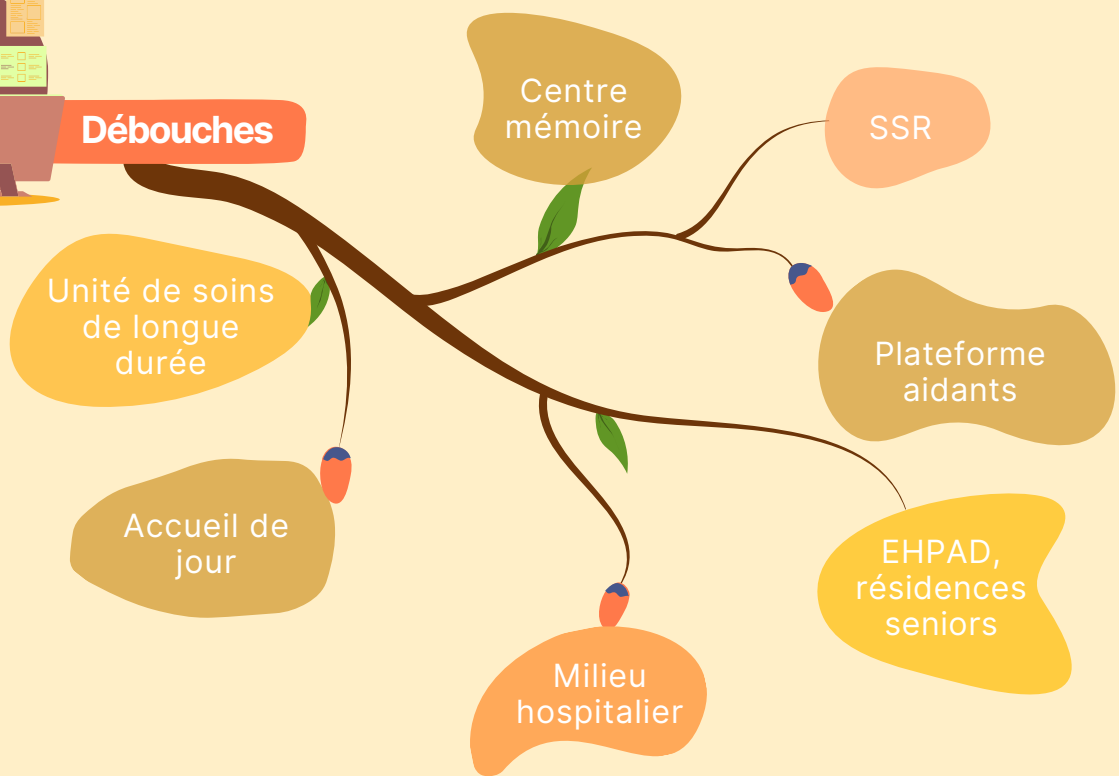 Débouches
Centre
mémoire
SSR
Unité de soins
de longue
durée
Plateforme
aidants
Accueil de
jour
EHPAD,
résidences
seniors
Milieu
hospitalier